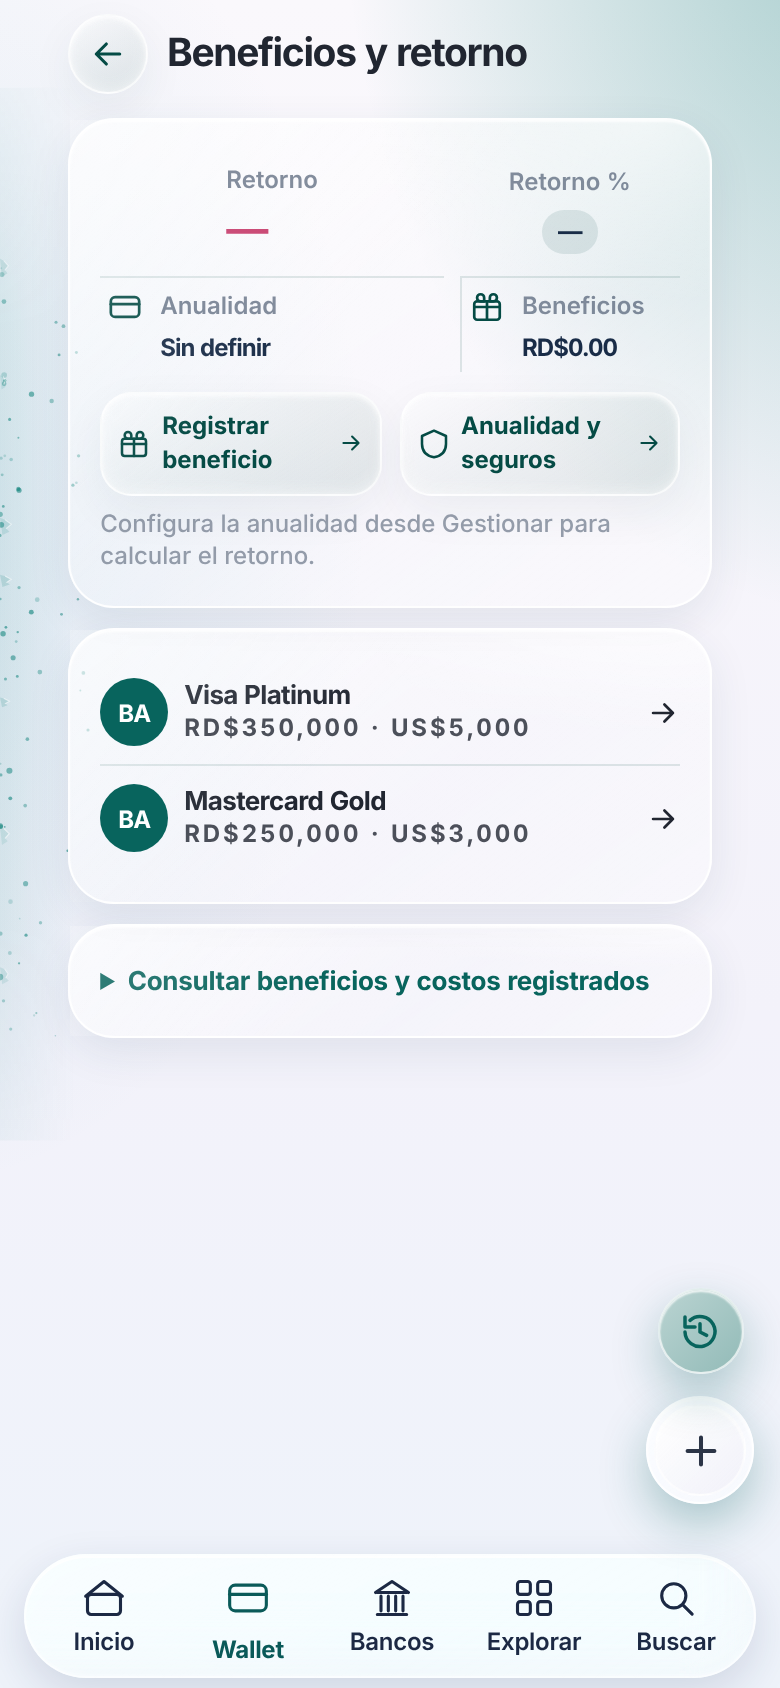 Beneficios y retorno
Retorno
Retorno %
—
—
Anualidad
Sin definir
Beneficios
RD$0.00
Registrar
beneficio
Anualidad y
seguros
Configura la anualidad desde Gestionar para
calcular el retorno.
BA
Visa Platinum
RD$350,000 · US$5,000
BA
Mastercard Gold
RD$250,000 · US$3,000
Consultar beneficios y costos registrados
Inicio
Wallet
Bancos
Explorar
Buscar